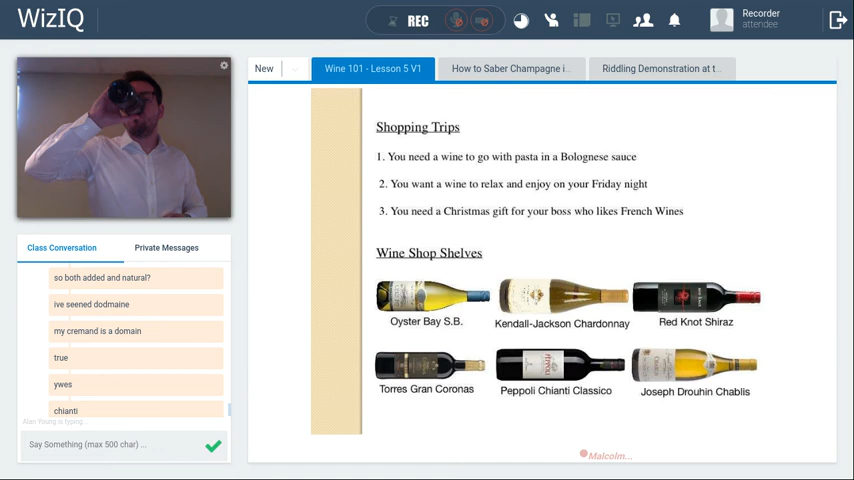 WizIQ
REC
Recorder
attendee
New
Wine 101 - Lesson 5 V1
How to Saber Champagne i...
Riddling Demonstration at t...
Class Conversation
Private Messages
so both added and natural?
ive seened dodmaine
my cremand is a domain
true
ywes
chianti
Alan Young is typing..
Say Something (max 500 char) ...
Shopping Trips
1. You need a wine to go with pasta in a Bolognese sauce
2. You want a wine to relax and enjoy on your Friday night
3. You need a Christmas gift for your boss who likes French Wines
Wine Shop Shelves
Oyster Bay S.B.
Kendall-Jackson Chardonnay
Red Knot Shiraz
Torres Gran Coronas
Peppoli Chianti Classico
Joseph Drouhin Chablis
Malcolm...